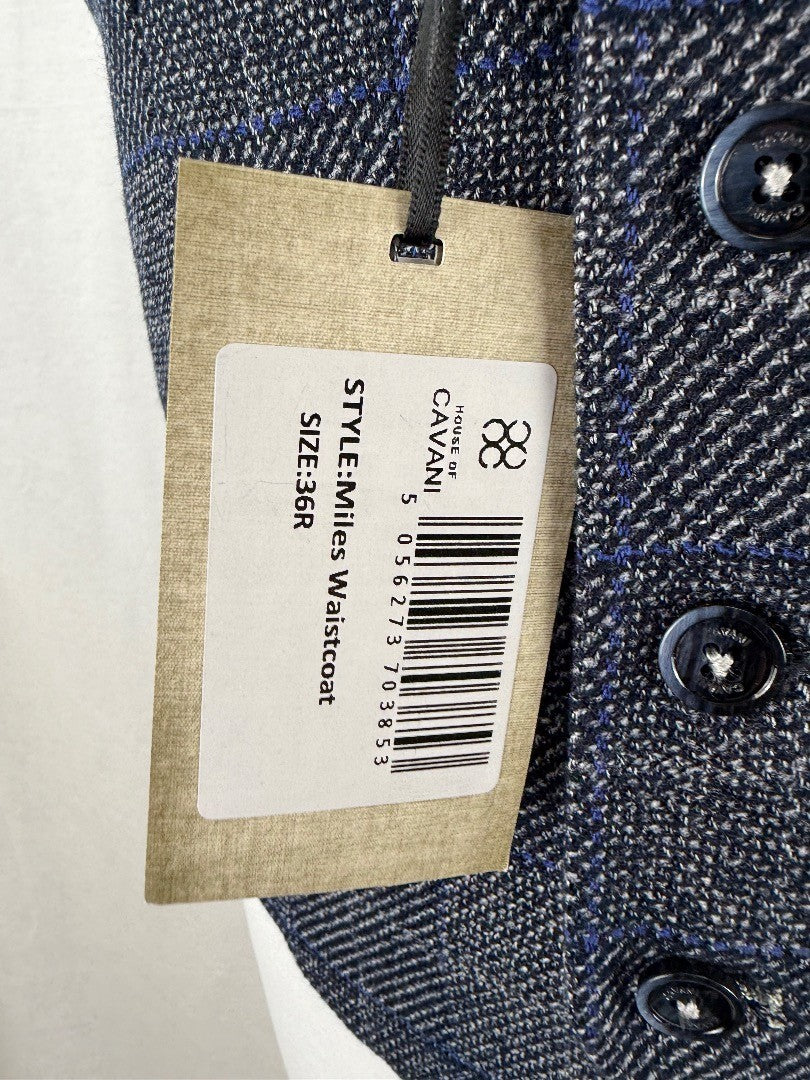 HOUSE OF
CAVANI
5 056273 703853
STYLE:Miles Waistcoat
SIZE:36R